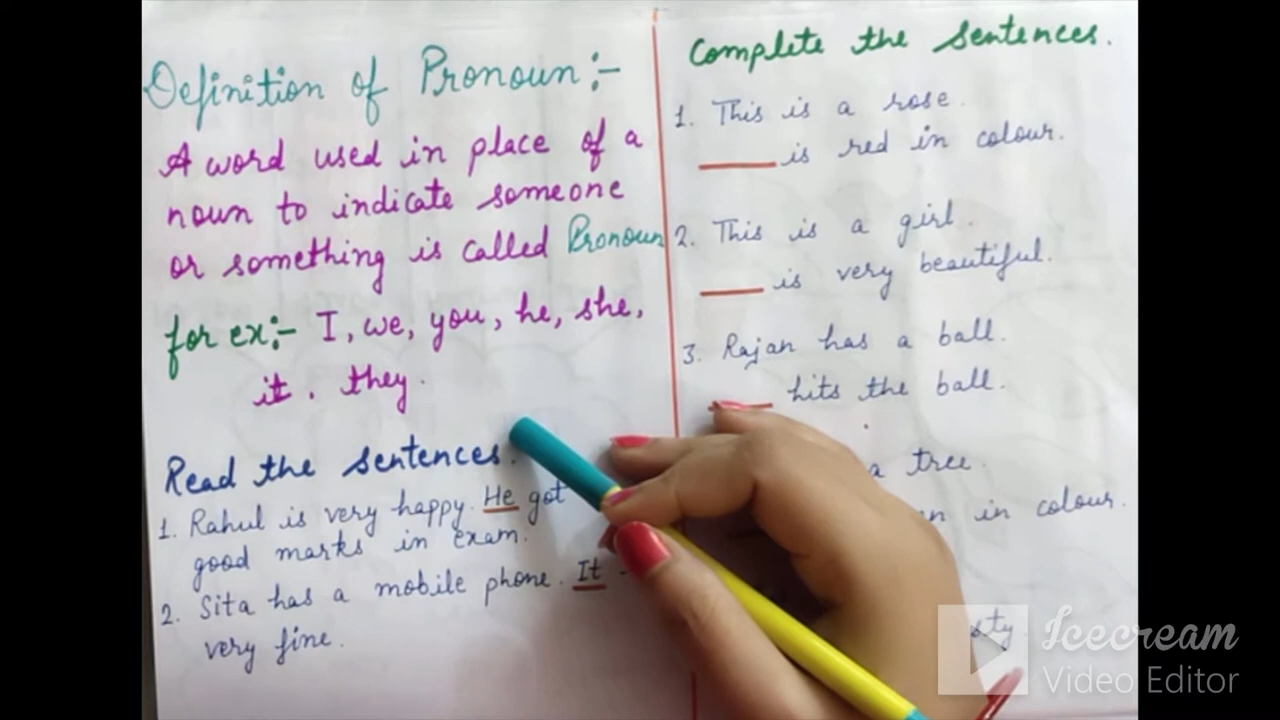 Definition of Pronoun:-
A word used in place of a
noun to indicate someone
or something is called Pronoun
for ex:- I, we, you, he, she,
it, they.
Read the sentences.
1. Rahul is very happy. He got
good marks in exam.
2. Sita has a mobile phone. It
very fine.
Complete the sentences.
1. This is a rose.
____ is red in colour.
2. This is a girl.
____ is very beautiful.
3. Rajan has a ball.
____ hits the ball.
a tree.
in colour.
Icecream
Video Editor